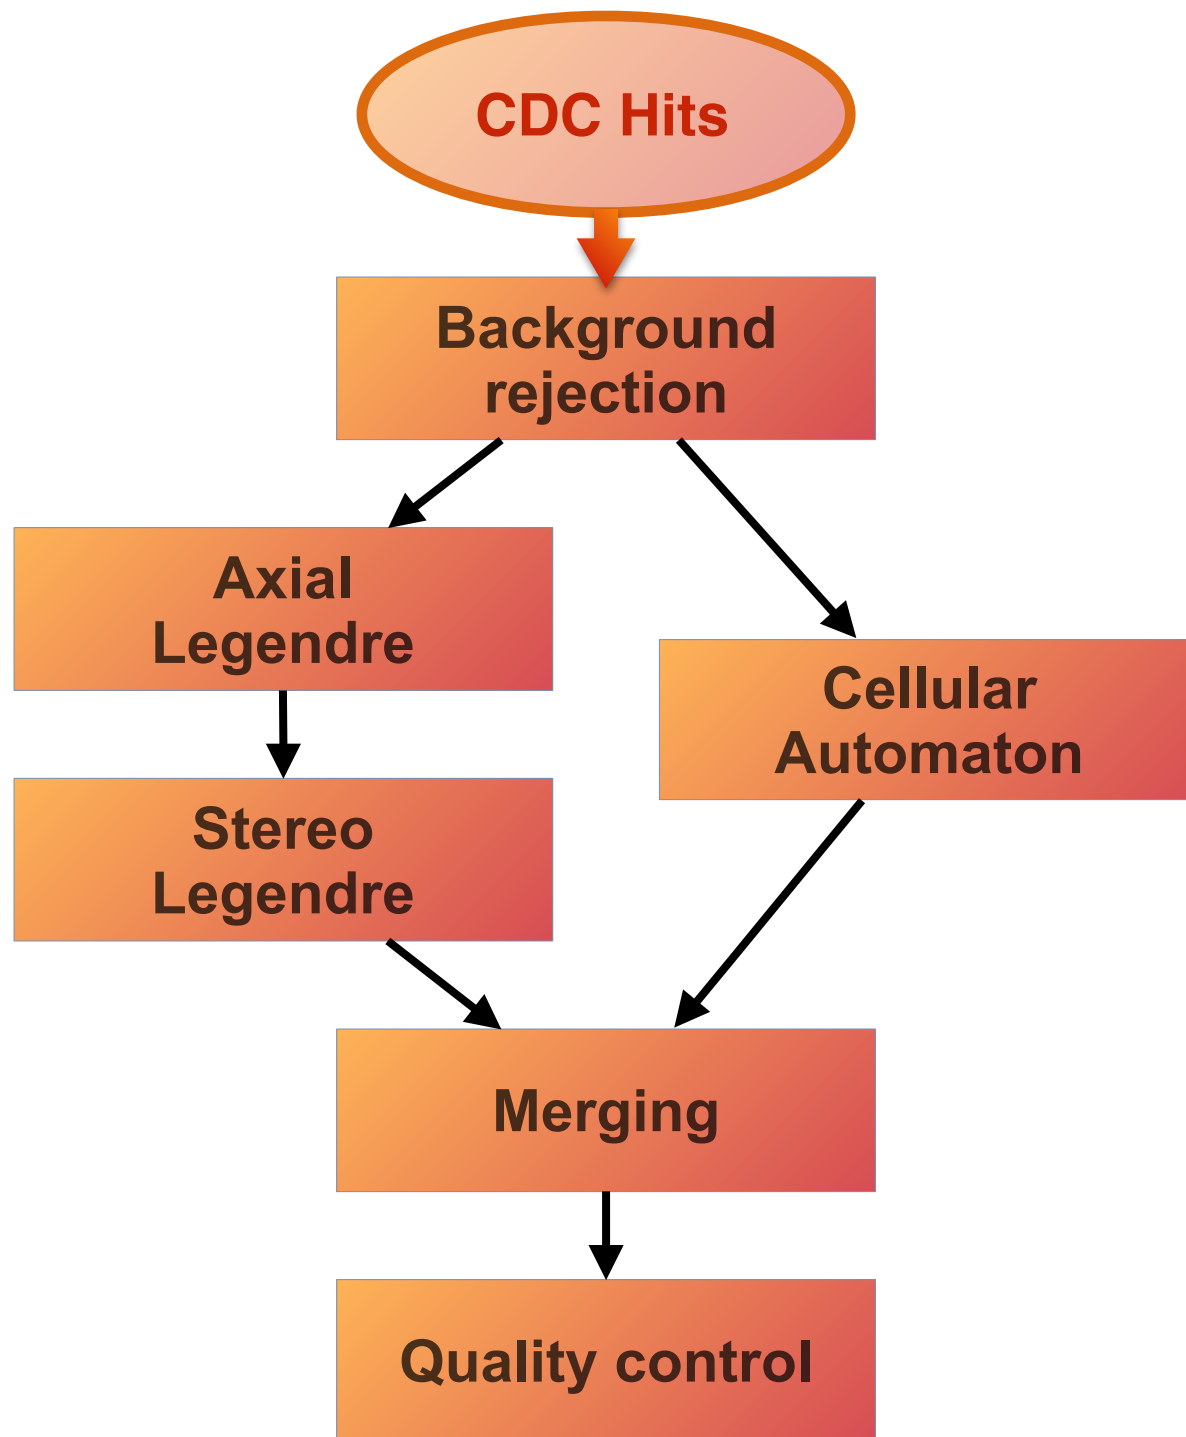 CDC Hits
Background
rejection
Axial
Legendre
Cellular
Automaton
Stereo
Legendre
Merging
Quality control